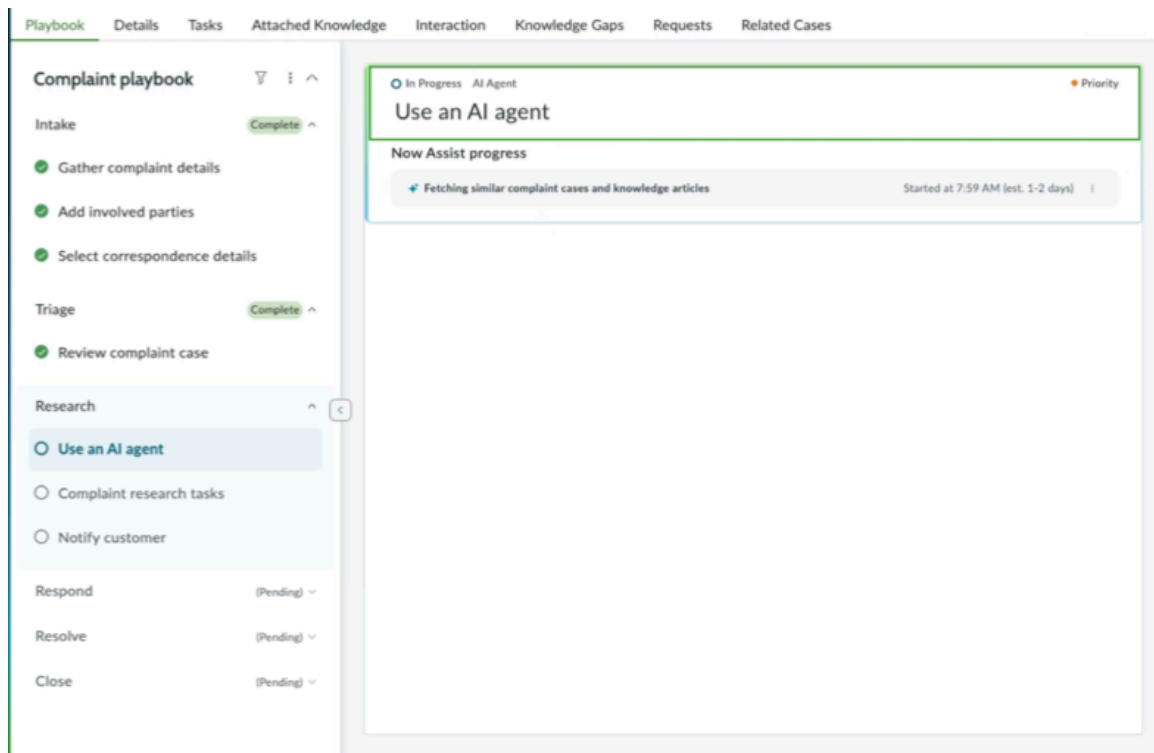 Playbook Details Tasks Attached Knowledge Interaction Knowledge Gaps Requests Related Cases
Complaint playbook
Intake Complete
Gather complaint details
Add involved parties
Select correspondence details
Triage Complete
Review complaint case
Research
Use an AI agent
Complaint research tasks
Notify customer
Respond (Pending)
Resolve (Pending)
Close (Pending)
In Progress AI Agent Priority
Use an AI agent
Now Assist progress
Fetching similar complaint cases and knowledge articles Started at 7:59 AM (est. 1-2 days)